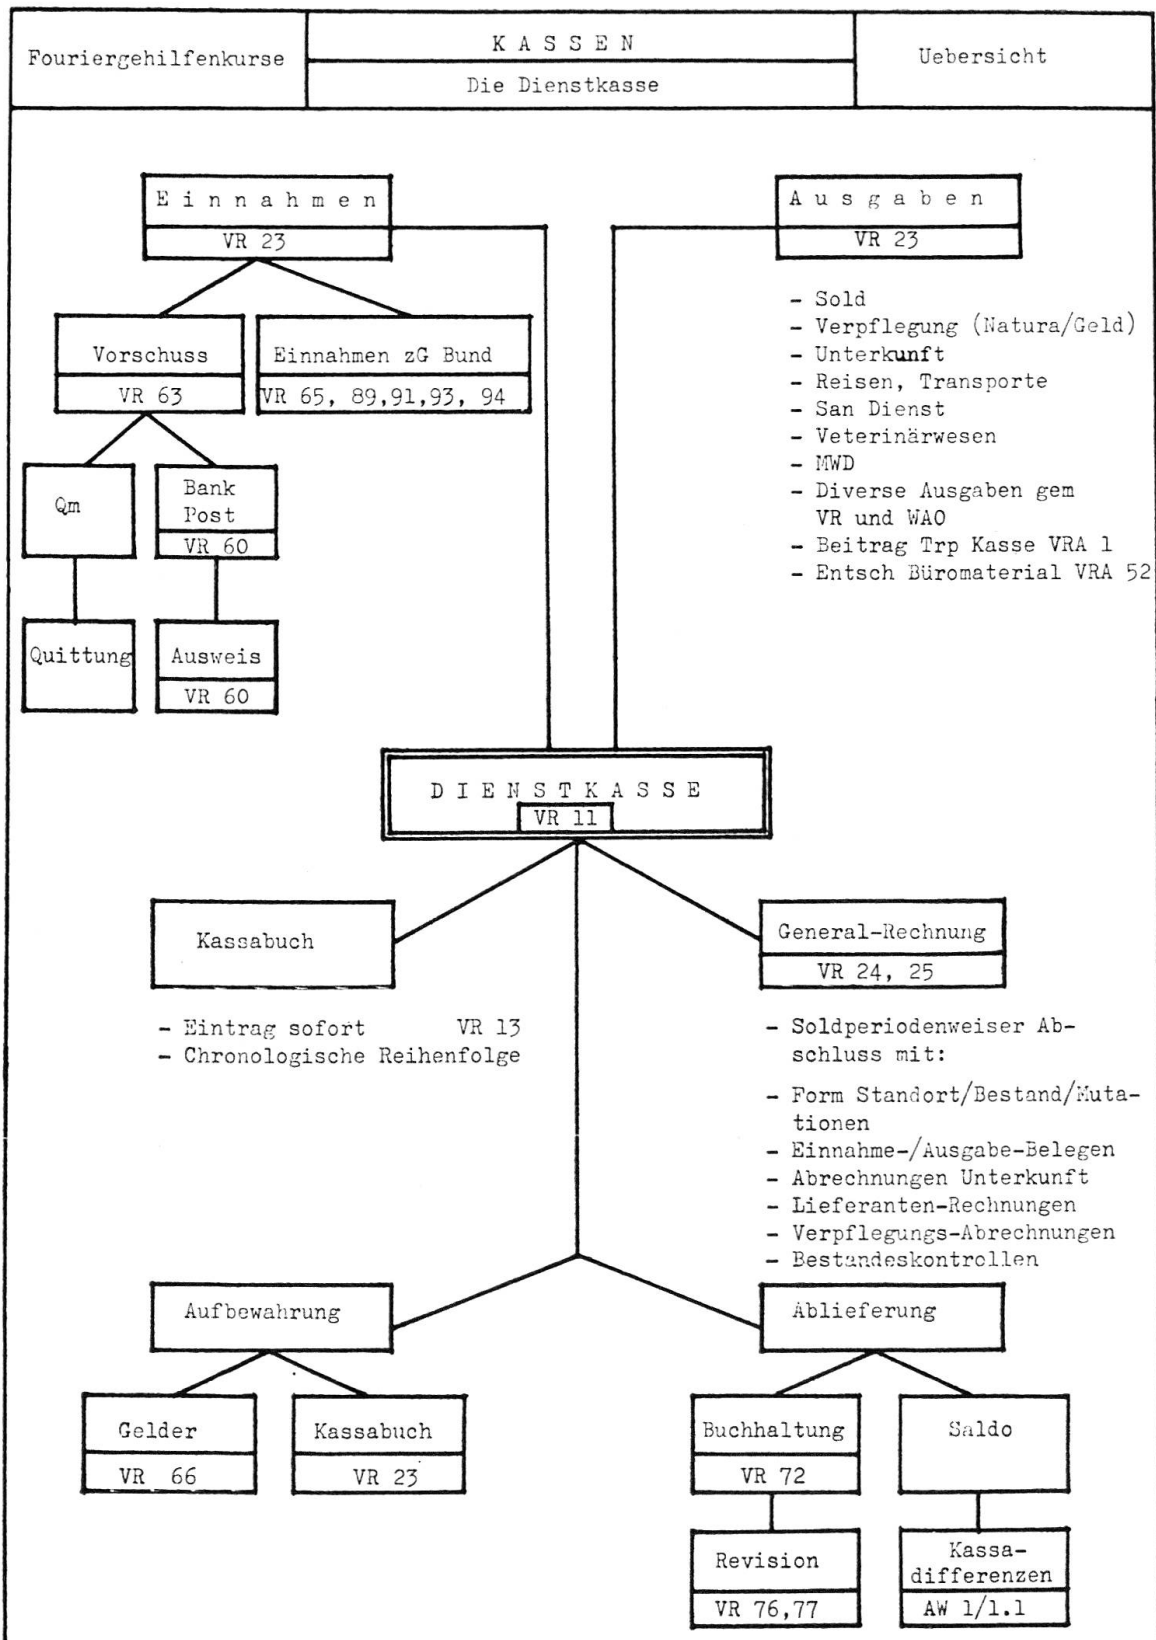 Fouriergehilfenkurse
K A S S E N
Die Dienstkasse
Uebersicht
E i n n a h m e n
VR 23
A u s g a b e n
VR 23
Vorschuss
VR 63
Einnahmen zG Bund
VR 65, 89,91,93, 94
Qm
Bank
Post
VR 60
Quittung
Ausweis
VR 60
- Sold
- Verpflegung (Natura/Geld)
- Unterkunft
- Reisen, Transporte
- San Dienst
- Veterinärwesen
- MWD
- Diverse Ausgaben gem
VR und WAO
- Beitrag Trp Kasse VRA 1
- Entsch Büromaterial VRA 52
D I E N S T K A S S E
VR 11
Kassabuch
- Eintrag sofort VR 13
- Chronologische Reihenfolge
General-Rechnung
VR 24, 25
- Soldperiodenweiser Ab-
schluss mit:
- Form Standort/Bestand/Muta-
tionen
- Einnahme-/Ausgabe-Belegen
- Abrechnungen Unterkunft
- Lieferanten-Rechnungen
- Verpflegungs-Abrechnungen
- Bestandeskontrollen
Aufbewahrung
Gelder
VR 66
Kassabuch
VR 23
Ablieferung
Buchhaltung
VR 72
Saldo
Revision
VR 76,77
Kassa-
differenzen
AW 1/1.1